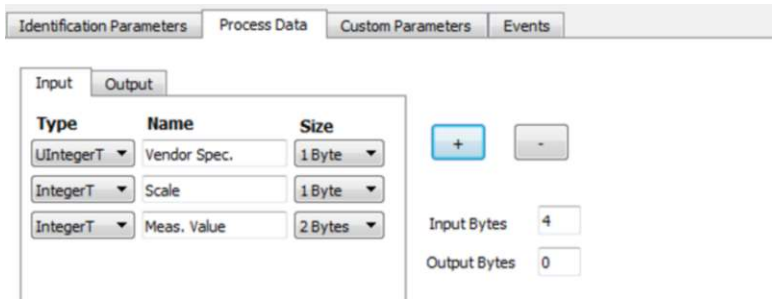 Identification Parameters Process Data Custom Parameters Events
Input Output
Type Name Size
UIntegerT Vendor Spec. 1 Byte + -
IntegerT Scale 1 Byte
IntegerT Meas. Value 2 Bytes Input Bytes 4
Output Bytes 0